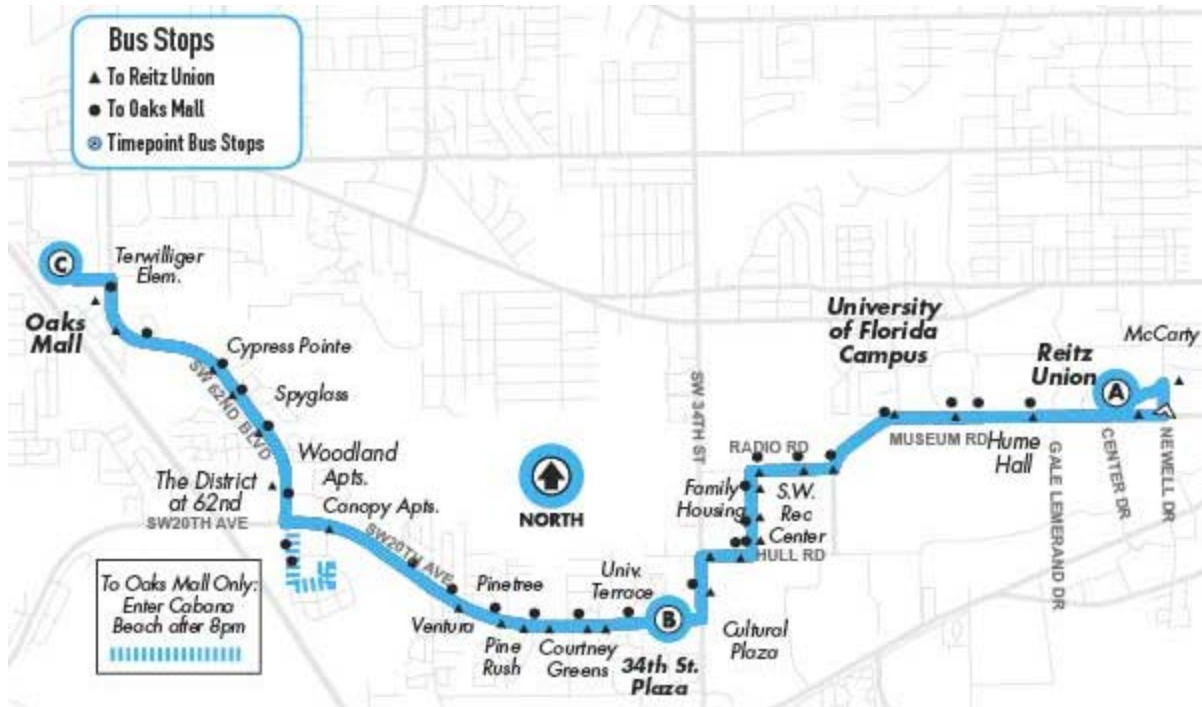 Bus Stops
To Reitz Union
To Oaks Mall
Timepoint Bus Stops
C
Terwilliger
Elem.
Oaks
Mall
Cypress Pointe
SW 62ND BLVD
Spyglass
Woodland
Apts.
The District
at 62nd
Canopy Apts.
SW20TH AVE
SW20TH AVE
To Oaks Mall Only:
Enter Cabana
Beach after 8pm
NORTH
Ventura
Pinetree
Pine
Rush
Courtney
Greens
Univ.
Terrace
B
34th St.
Plaza
Cultural
Plaza
SW 34TH ST
Family
Housing
RADIO RD
S.W.
Rec
Center
HULL RD
University
of Florida
Campus
MUSEUM RD
Hume
Hall
Reitz
Union
A
McCarty
GALE LEMERAND DR
CENTER DR
NEWELL DR